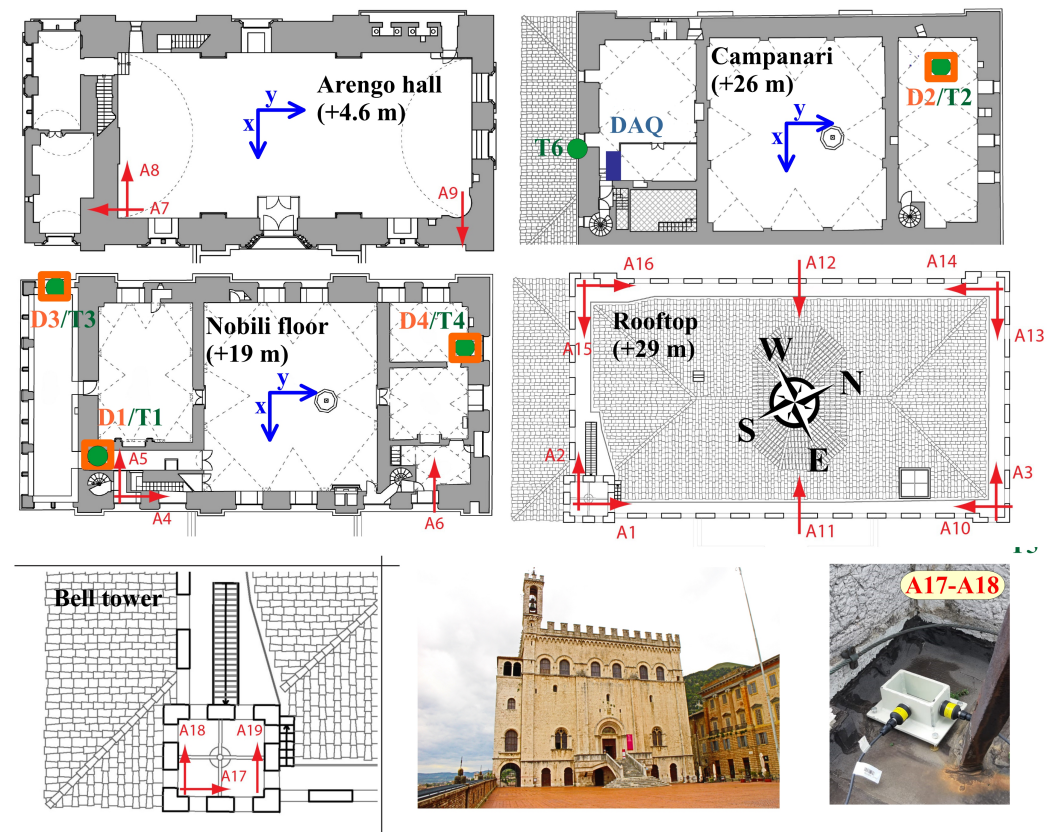 Arengo hall
(+4.6 m)
y
x
A8
A7
A9
Campanari
(+26 m)
y
x
DAQ
T6
D2/T2
D3/T3
Nobili floor
(+19 m)
y
x
D4/T4
D1/T1
A5
A4
A6
A16
A12
A14
Rooftop
(+29 m)
A15
A13
W
N
S
E
A2
A3
A1
A11
A10
Bell tower
A18
A19
A17
A17-A18